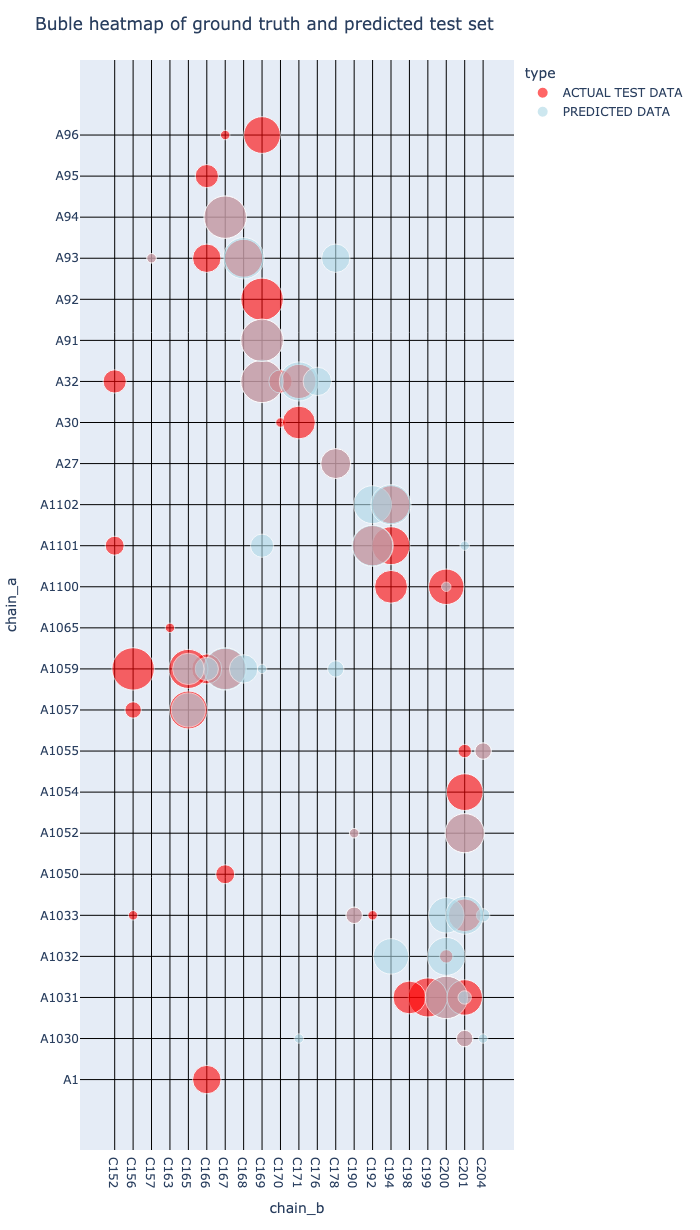 Buble heatmap of ground truth and predicted test set
type
ACTUAL TEST DATA
PREDICTED DATA
chain_a
A96
A95
A94
A93
A92
A91
A32
A30
A27
A1102
A1101
A1100
A1065
A1059
A1057
A1055
A1054
A1052
A1050
A1033
A1032
A1031
A1030
A1
C152
C156
C157
C163
C165
C166
C167
C168
C169
C170
C171
C176
C178
C190
C192
C194
C198
C199
C200
C201
C204
chain_b